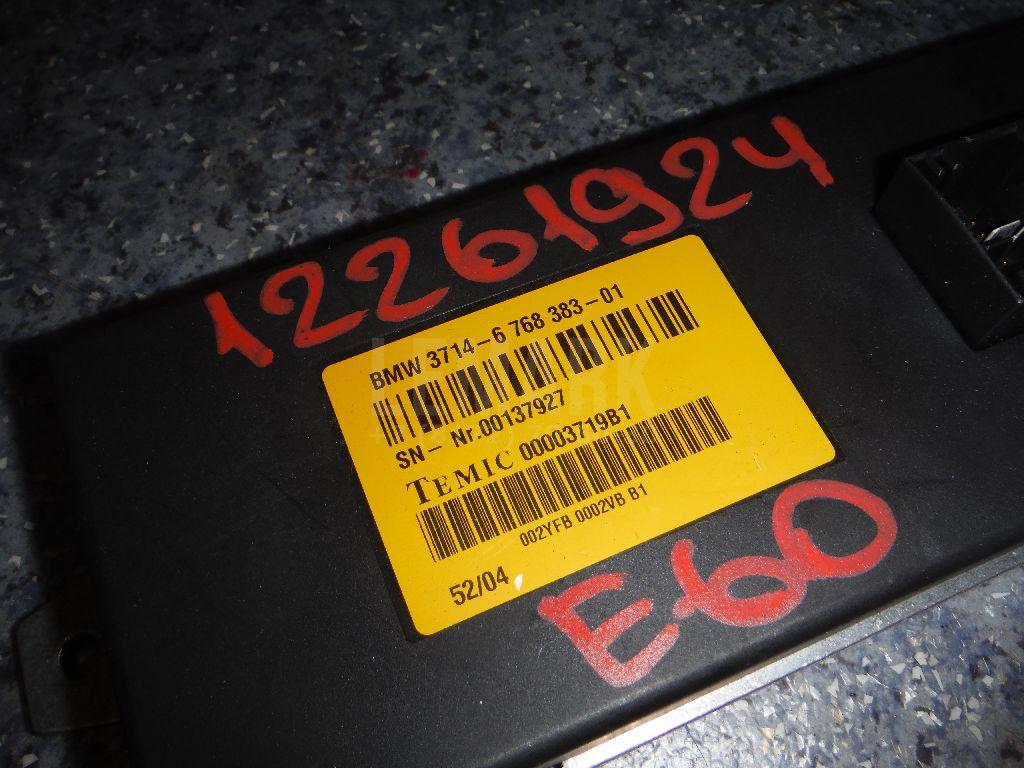 12261924
BMW 3714-6 768 383-01
SN- Nr.00137927
TEMIC 00003719B1
002YFB 0002VB B1
52/04
E60